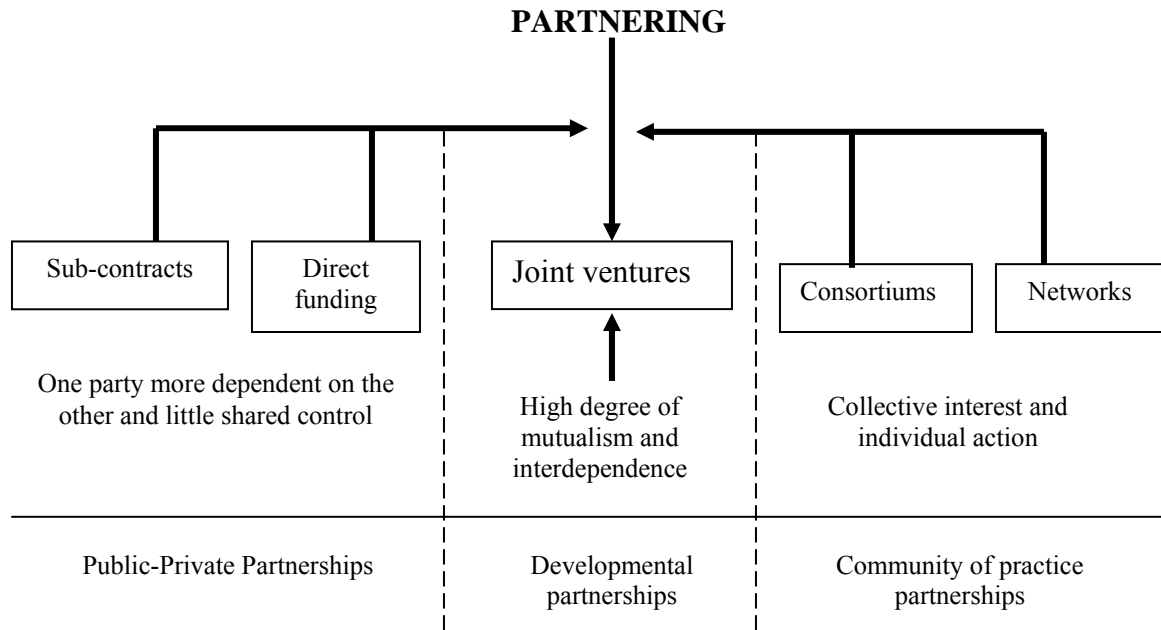 PARTNERING
Sub-contracts
Direct
funding
Joint ventures
Consortiums
Networks
One party more dependent on the
other and little shared control
High degree of
mutualism and
interdependence
Collective interest and
individual action
Public-Private Partnerships
Developmental
partnerships
Community of practice
partnerships